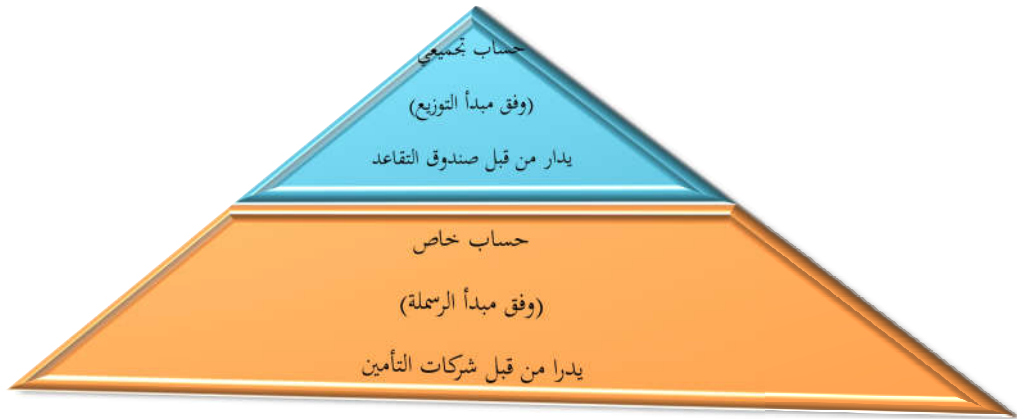 حساب تجميعي
(وفق مبدأ التوزيع)
يدار من قبل صندوق التقاعد
حساب خاص
(وفق مبدأ الرسملة)
يدرا من قبل شركات التأمين